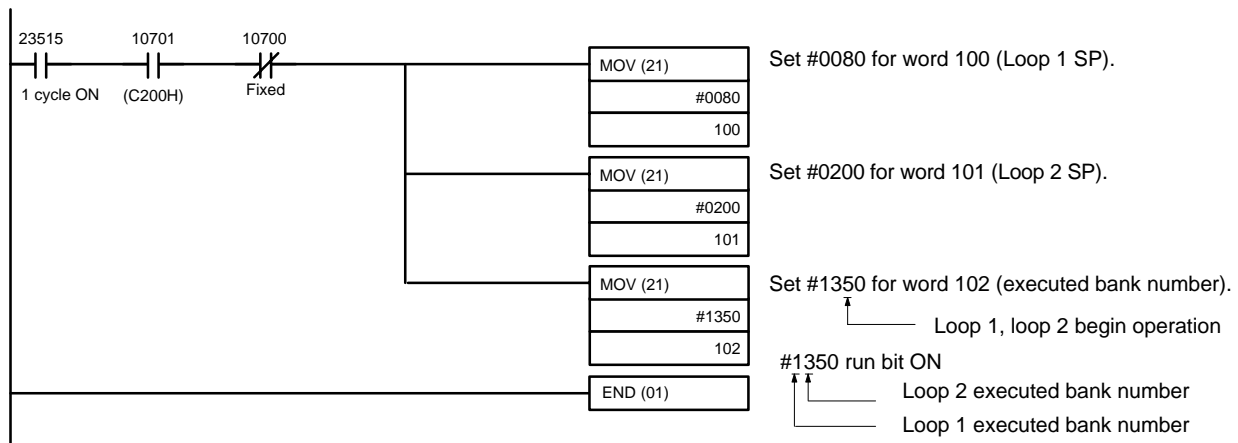 23515 10701 10700
1 cycle ON (C200H) Fixed
MOV (21)
#0080
100
Set #0080 for word 100 (Loop 1 SP).
MOV (21)
#0200
101
Set #0200 for word 101 (Loop 2 SP).
MOV (21)
#1350
102
Set #1350 for word 102 (executed bank number).
Loop 1, loop 2 begin operation
#1350 run bit ON
Loop 2 executed bank number
Loop 1 executed bank number
END (01)